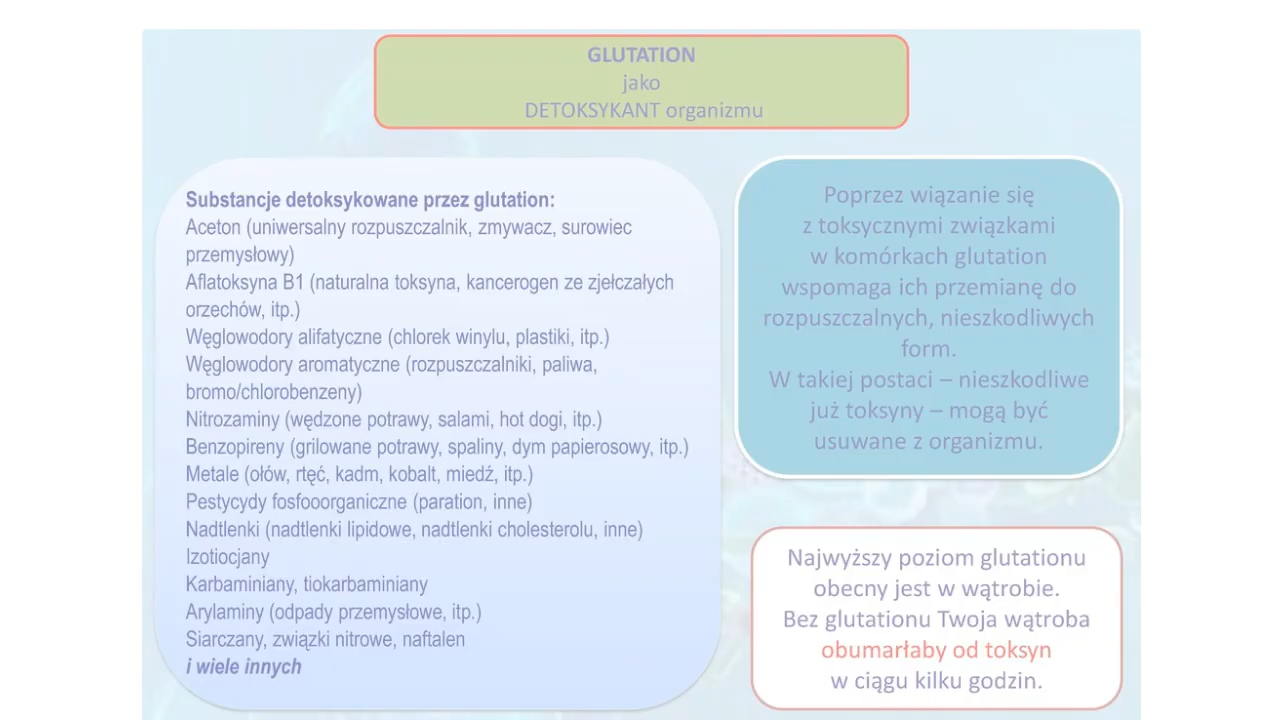 GLUTATION
jako
DETOKSYKANT organizmu
Substancje detoksykowane przez glutation:
Aceton (uniwersalny rozpuszczalnik, zmywacz, surowiec
przemysłowy)
Aflatoksyna B1 (naturalna toksyna, kancerogen ze zjełczałych
orzechów, itp.)
Węglowodory alifatyczne (chlorek winylu, plastiki, itp.)
Węglowodory aromatyczne (rozpuszczalniki, paliwa,
bromo/chlorobenzeny)
Nitrozaminy (wędzone potrawy, salami, hot dogi, itp.)
Benzopireny (grilowane potrawy, spaliny, dym papierosowy, itp.)
Metale (ołów, rtęć, kadm, kobalt, miedź, itp.)
Pestycydy fosfooorganiczne (paration, inne)
Nadtlenki (nadtlenki lipidowe, nadtlenki cholesterolu, inne)
Izotiocjany
Karbaminiany, tiokarbaminiany
Arylaminy (odpady przemysłowe, itp.)
Siarczany, związki nitrowe, naftalen
i wiele innych
Poprzez wiązanie się
z toksycznymi związkami
w komórkach glutation
wspomaga ich przemianę do
rozpuszczalnych, nieszkodliwych
form.
W takiej postaci – nieszkodliwe
już toksyny – mogą być
usuwane z organizmu.
Najwyższy poziom glutationu
obecny jest w wątrobie.
Bez glutationu Twoja wątroba
obumarłaby od toksyn
w ciągu kilku godzin.